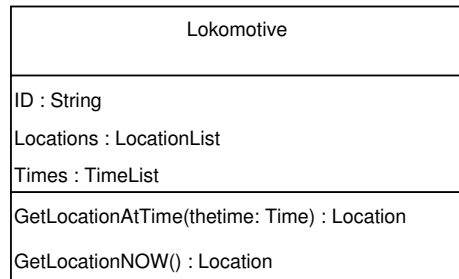 Lokomotive
ID : String
Locations : LocationList
Times : TimeList
GetLocationAtTime(thetime: Time) : Location
GetLocationNOW() : Location